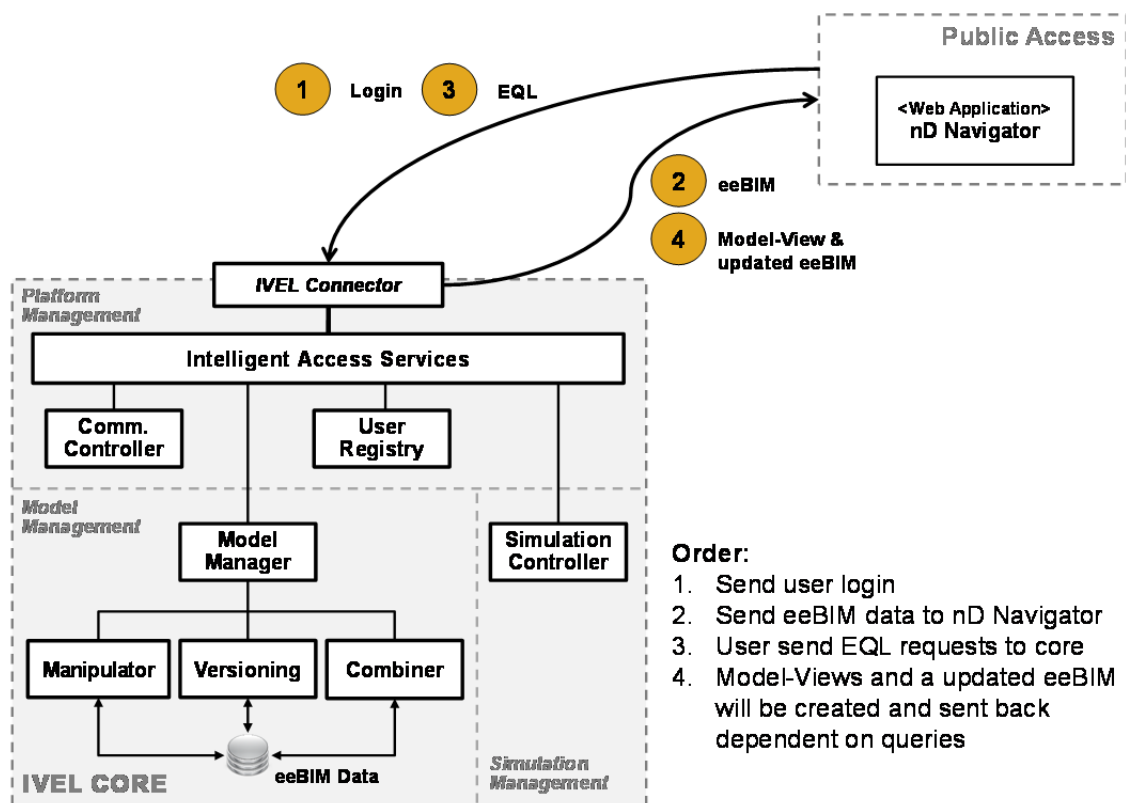 Public Access
<Web Application>
nD Navigator
1 Login 3 EQL
2 eeBIM
4 Model-View &
updated eeBIM
IVEL Connector
Platform
Management
Intelligent Access Services
Comm.
Controller
User
Registry
Model
Management
Model
Manager
Simulation
Controller
Manipulator
Versioning
Combiner
eeBIM Data
IVEL CORE
Simulation
Management
Order:
1. Send user login
2. Send eeBIM data to nD Navigator
3. User send EQL requests to core
4. Model-Views and a updated eeBIM
will be created and sent back
dependent on queries